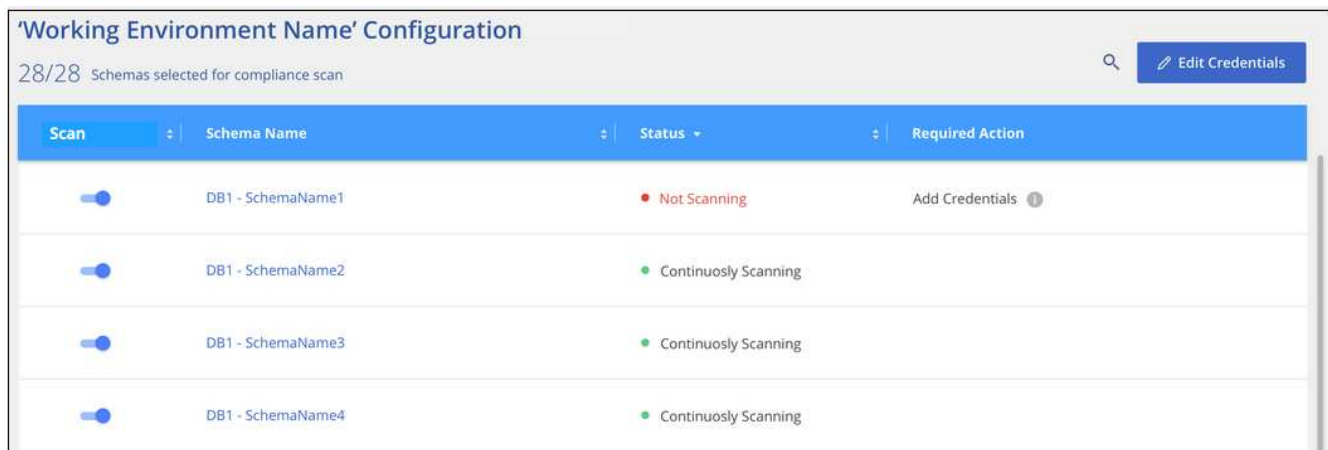 ‘Working Environment Name’ Configuration
28/28 Schemas selected for compliance scan
Edit Credentials
Scan Schema Name Status Required Action
DB1 - SchemaName1 Not Scanning Add Credentials
DB1 - SchemaName2 Continuosly Scanning
DB1 - SchemaName3 Continuosly Scanning
DB1 - SchemaName4 Continuosly Scanning